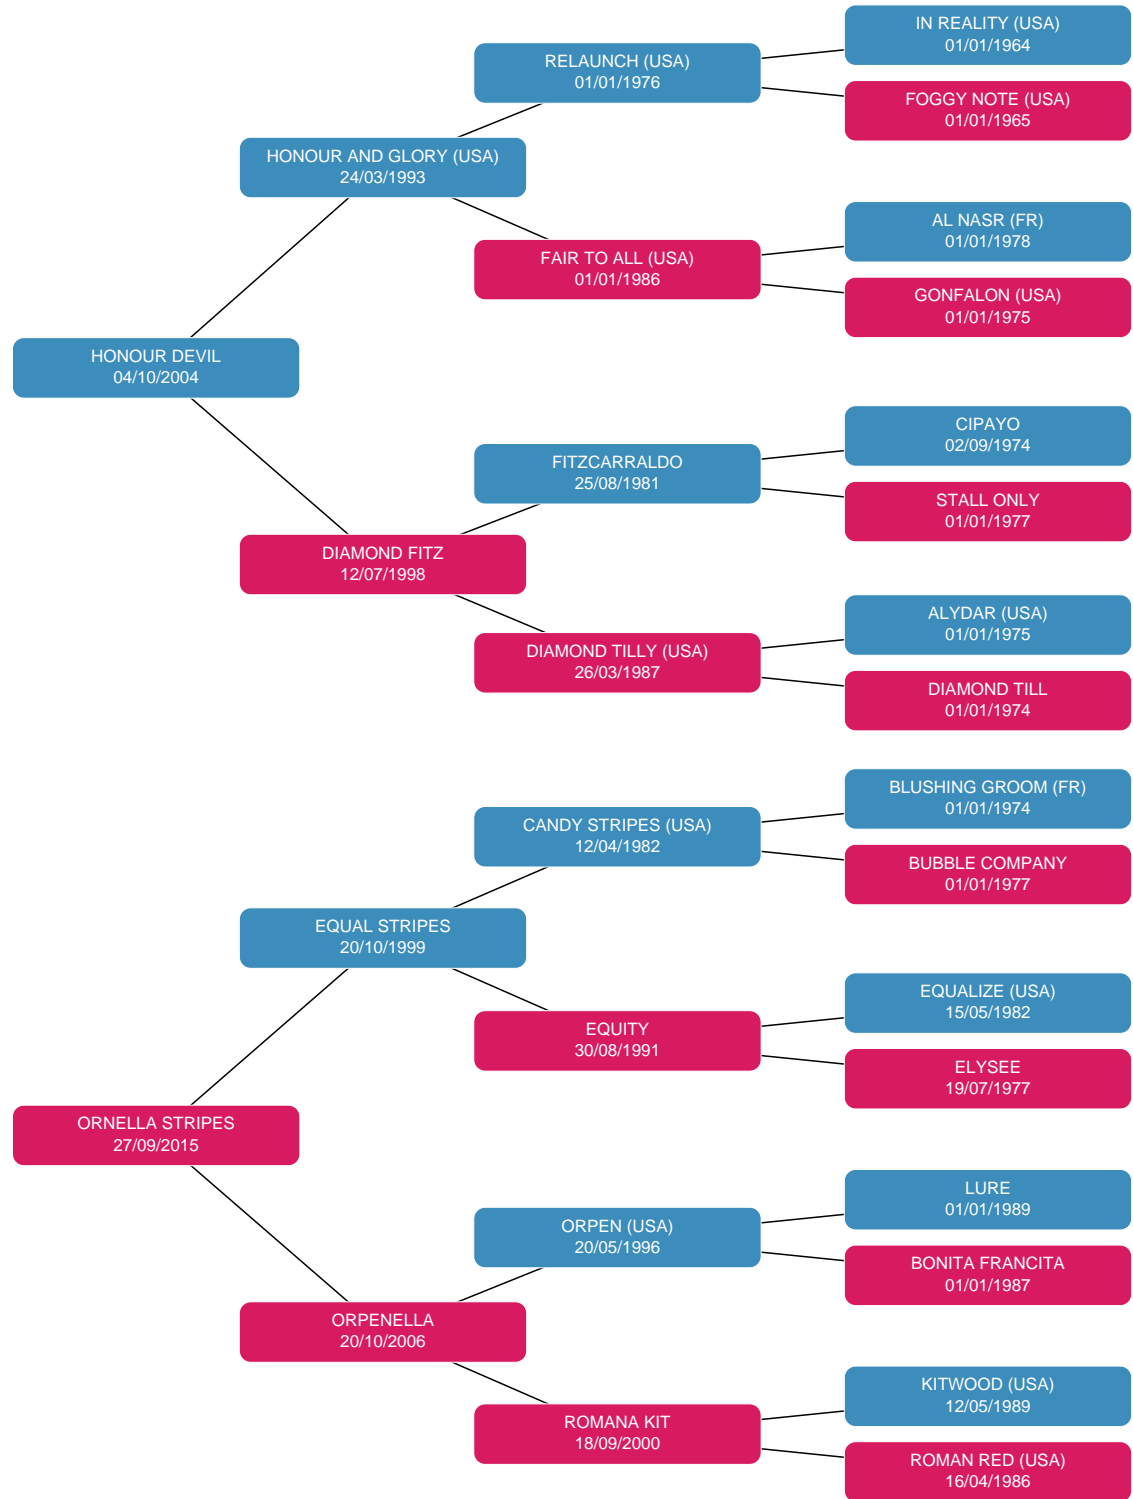 IN REALITY (USA)
01/01/1964
RELAUNCH (USA)
01/01/1976
FOGGY NOTE (USA)
01/01/1965
HONOUR AND GLORY (USA)
24/03/1993
AL NASR (FR)
01/01/1978
FAIR TO ALL (USA)
01/01/1986
GONFALON (USA)
01/01/1975
HONOUR DEVIL
04/10/2004
CIPAYO
02/09/1974
FITZCARRALDO
25/08/1981
STALL ONLY
01/01/1977
DIAMOND FITZ
12/07/1998
ALYDAR (USA)
01/01/1975
DIAMOND TILLY (USA)
26/03/1987
DIAMOND TILL
01/01/1974
BLUSHING GROOM (FR)
01/01/1974
CANDY STRIPES (USA)
12/04/1982
BUBBLE COMPANY
01/01/1977
EQUAL STRIPES
20/10/1999
EQUALIZE (USA)
15/05/1982
EQUITY
30/08/1991
ELYSEE
19/07/1977
ORNELLA STRIPES
27/09/2015
LURE
01/01/1989
ORPEN (USA)
20/05/1996
BONITA FRANCITA
01/01/1987
ORPENELLA
20/10/2006
KITWOOD (USA)
12/05/1989
ROMANA KIT
18/09/2000
ROMAN RED (USA)
16/04/1986